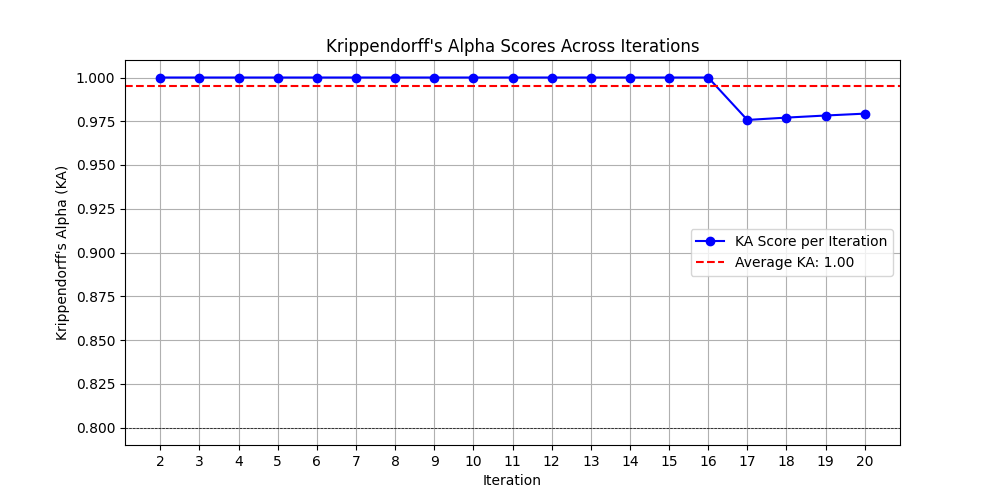 Krippendorff's Alpha Scores Across Iterations
Krippendorff's Alpha (KA)
1.000
0.975
0.950
0.925
0.900
0.875
0.850
0.825
0.800
KA Score per Iteration
Average KA: 1.00
2 3 4 5 6 7 8 9 10 11 12 13 14 15 16 17 18 19 20
Iteration